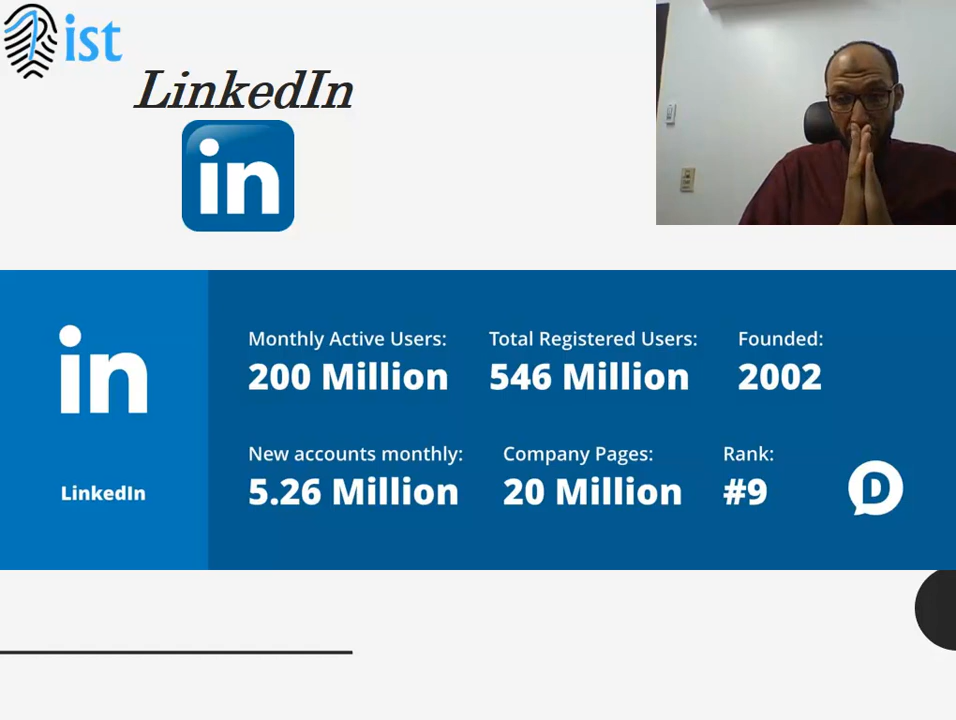 ist
LinkedIn
in
in
LinkedIn
Monthly Active Users:
200 Million
Total Registered Users:
546 Million
Founded:
2002
New accounts monthly:
5.26 Million
Company Pages:
20 Million
Rank:
#9
D